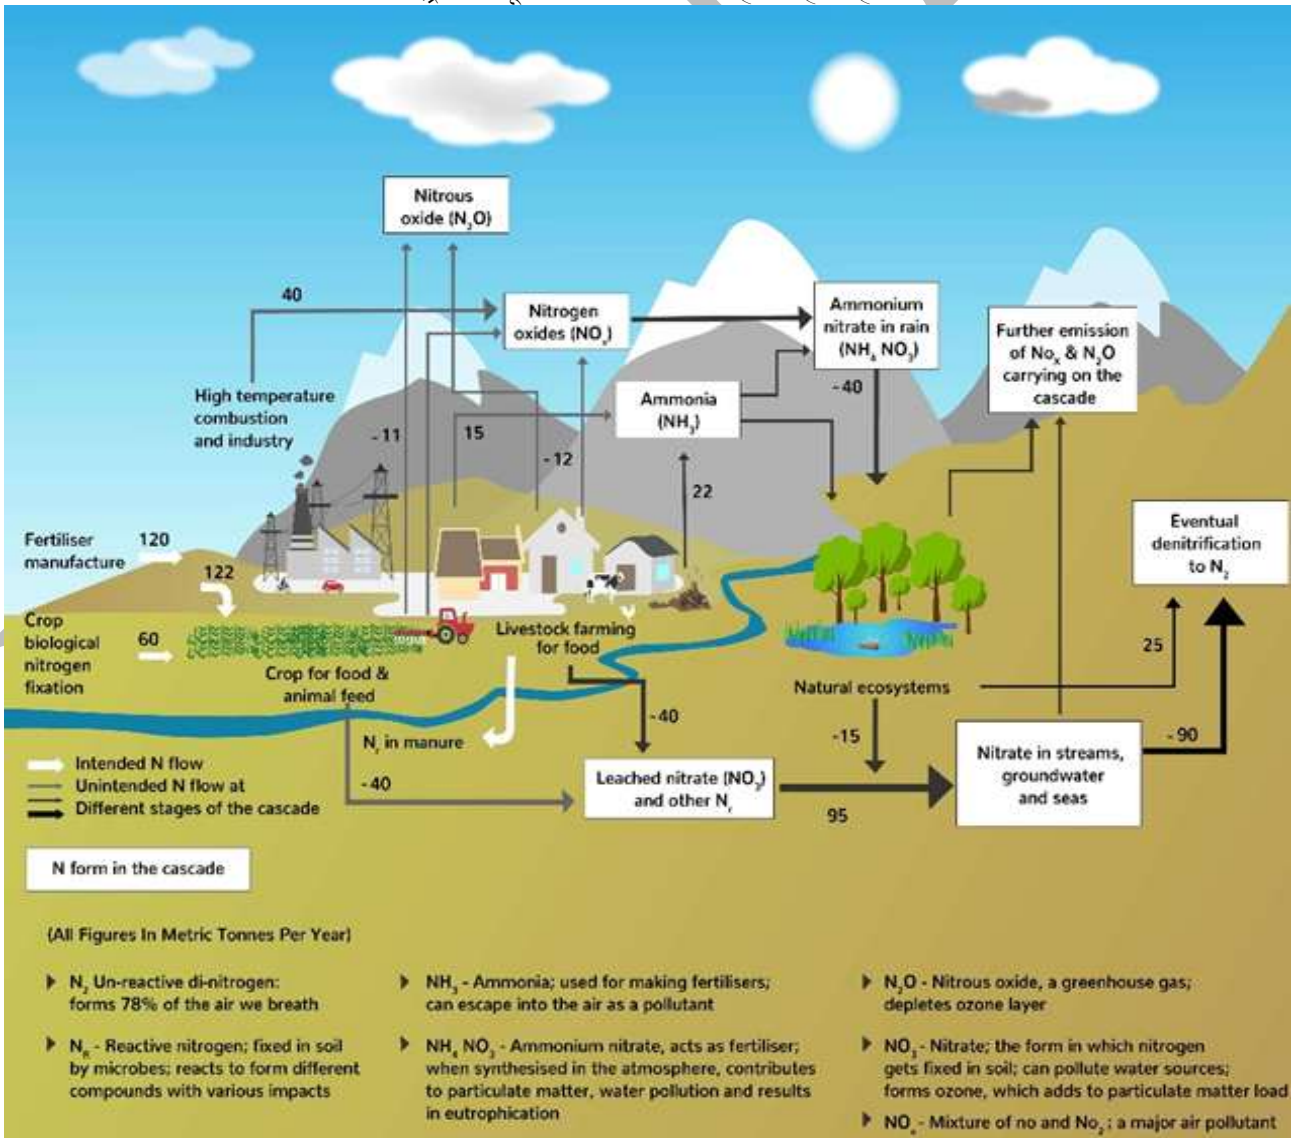 Nitrous
oxide (N₂O)
40
Nitrogen
oxides (NOₓ)
Ammonium
nitrate in rain
(NH₄ NO₃)
Further emission
of Noₓ & N₂O
carrying on the
cascade
High temperature
combustion
and industry
Ammonia
(NH₃)
-40
-11
15
-12
22
Eventual
denitrification
to N₂
Fertiliser
manufacture
120
122
Crop
biological
nitrogen
fixation
60
Livestock farming
for food
25
Crop for food &
animal feed
Natural ecosystems
-40
Nᵣ in manure
-15
-90
Nitrate in streams,
groundwater
and seas
Intended N flow
Unintended N flow at
Different stages of the cascade
-40
Leached nitrate (NO₃)
and other Nᵣ
95
N form in the cascade
(All Figures In Metric Tonnes Per Year)
N₂ Un-reactive di-nitrogen:
forms 78% of the air we breath
Nᵣ - Reactive nitrogen; fixed in soil
by microbes; reacts to form different
compounds with various impacts
NH₃ - Ammonia; used for making fertilisers;
can escape into the air as a pollutant
NH₄ NO₃ - Ammonium nitrate, acts as fertiliser;
when synthesised in the atmosphere, contributes
to particulate matter, water pollution and results
in eutrophication
N₂O - Nitrous oxide, a greenhouse gas;
depletes ozone layer
NO₃- Nitrate; the form in which nitrogen
gets fixed in soil; can pollute water sources;
forms ozone, which adds to particulate matter load
NOₓ - Mixture of no and No₂ ; a major air pollutant